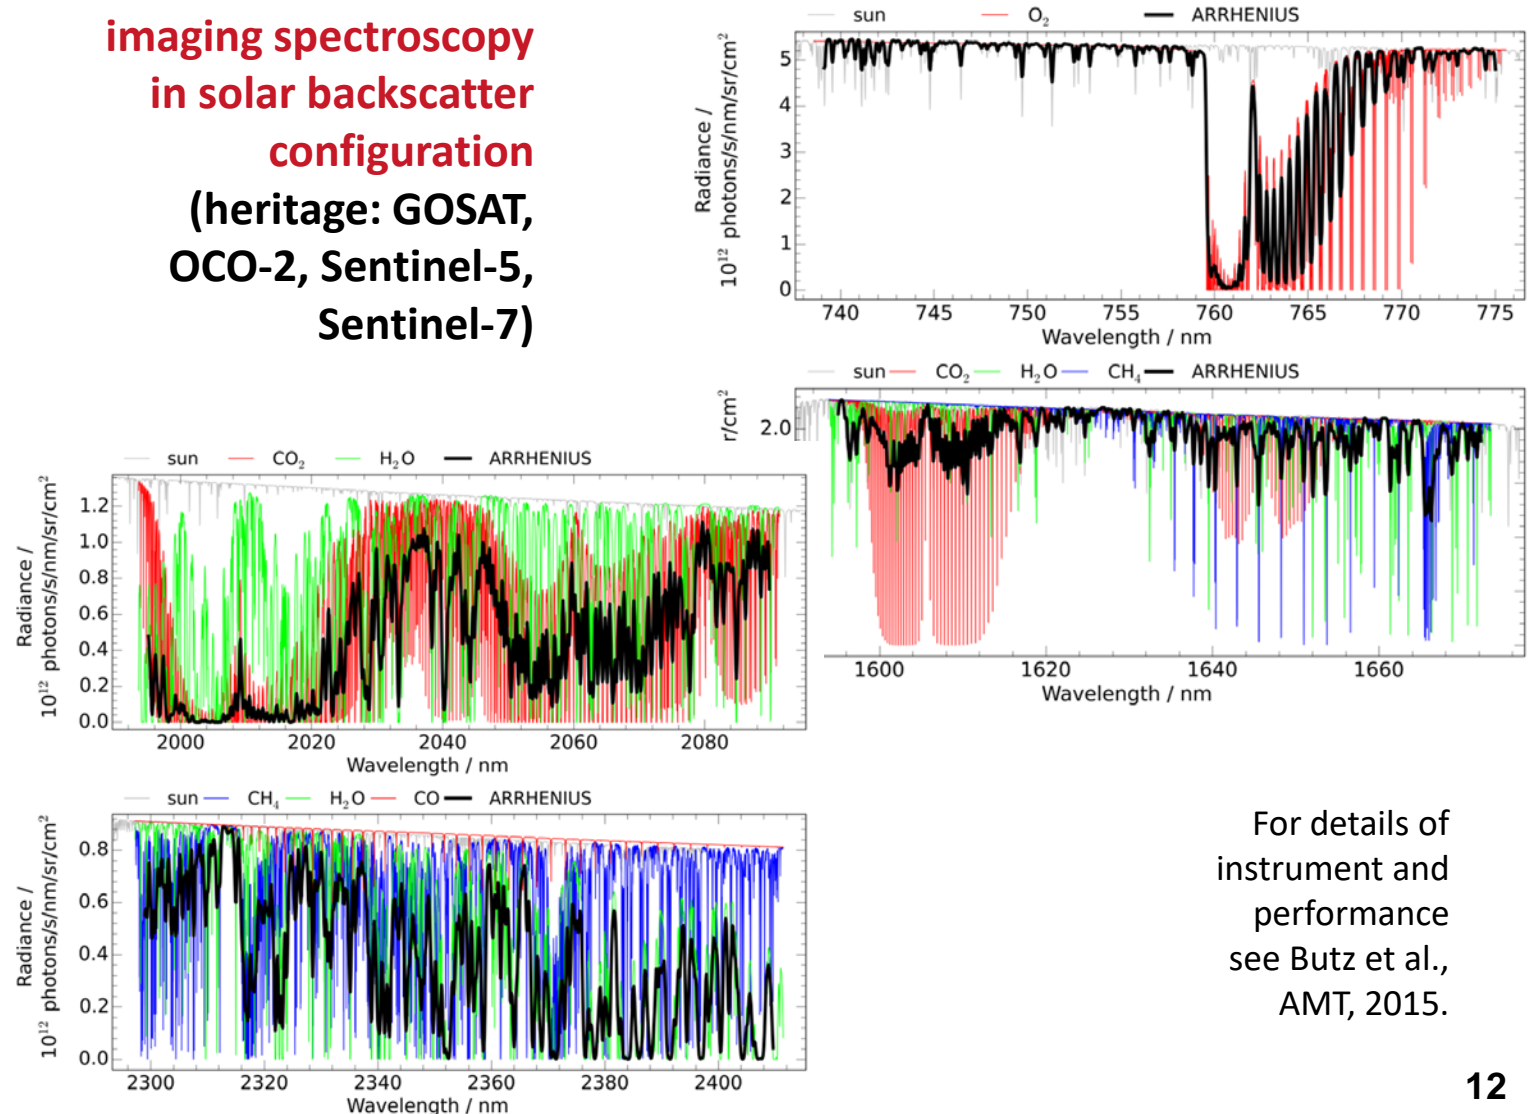 imaging spectroscopy
in solar backscatter
configuration
(heritage: GOSAT,
OCO-2, Sentinel-5,
Sentinel-7)
sun O₂ ARRHENIUS
Radiance /
10¹² photons/s/nm/sr/cm²
5
4
3
2
1
0
740 745 750 755 760 765 770 775
Wavelength / nm
sun CO₂ H₂O CH₄ ARRHENIUS
r/cm²
2.0
1600 1620 1640 1660
Wavelength / nm
sun CO₂ H₂O ARRHENIUS
Radiance /
10¹² photons/s/nm/sr/cm²
1.2
1.0
0.8
0.6
0.4
0.2
0.0
2000 2020 2040 2060 2080
Wavelength / nm
sun CH₄ H₂O CO ARRHENIUS
Radiance /
10¹² photons/s/nm/sr/cm²
0.8
0.6
0.4
0.2
0.0
2300 2320 2340 2360 2380 2400
Wavelength / nm
For details of
instrument and
performance
see Butz et al.,
AMT, 2015.
12